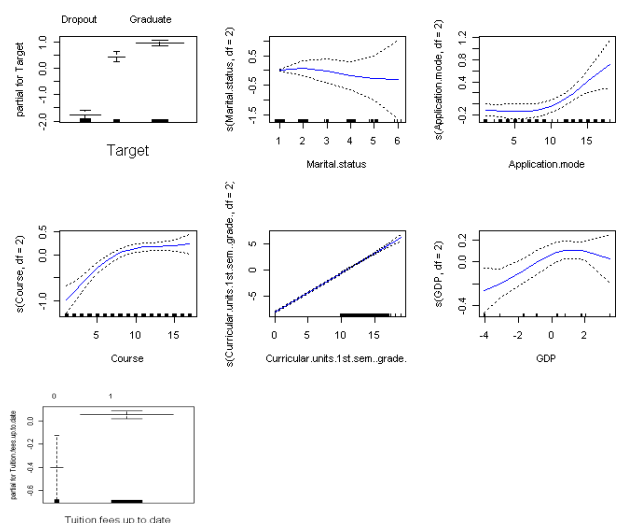 Dropout Graduate
partial for Target
-2.0 -1.0 0.0 1.0
Target
s(Marital.status, df = 2)
-1.5 -0.5 0.5
1 2 3 4 5 6
Marital.status
s(Application.mode, df = 2)
-0.2 0.4 0.8 1.2
5 10 15
Application.mode
s(Course, df = 2)
-1.0 0.0 0.5
5 10 15
Course
s(Curricular.units.1st.sem..grade., df = 2)
-5 0 5
0 5 10 15
Curricular.units.1st.sem..grade.
s(GDP, df = 2)
-0.4 0.0 0.2
-4 -2 0 2
GDP
0 1
partial for Tuition.fees.up.to.date
-0.6 -0.4 -0.2 0.0
Tuition.fees up to date